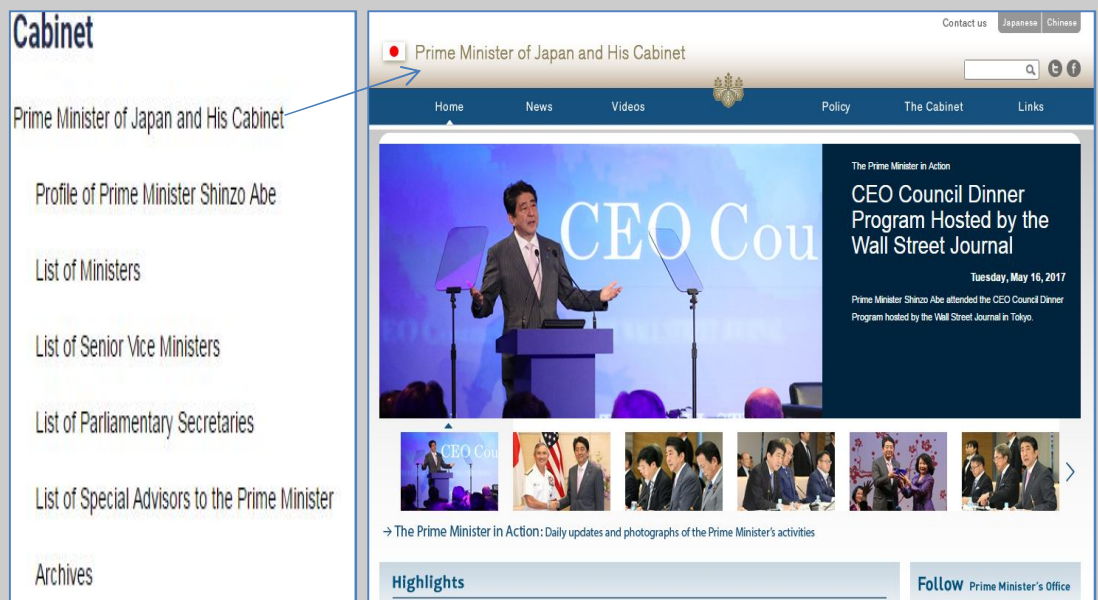 Cabinet
Prime Minister of Japan and His Cabinet
Profile of Prime Minister Shinzo Abe
List of Ministers
List of Senior Vice Ministers
List of Parliamentary Secretaries
List of Special Advisors to the Prime Minister
Archives
Contact us Japanese Chinese
Prime Minister of Japan and His Cabinet
Home News Videos Policy The Cabinet Links
CEO Cou
The Prime Minister in Action
CEO Council Dinner
Program Hosted by the
Wall Street Journal
Tuesday, May 16, 2017
Prime Minister Shinzo Abe attended the CEO Council Dinner
Program hosted by the Wall Street Journal in Tokyo.
CEO Cou
→ The Prime Minister in Action: Daily updates and photographs of the Prime Minister's activities
Highlights
Follow Prime Minister's Office